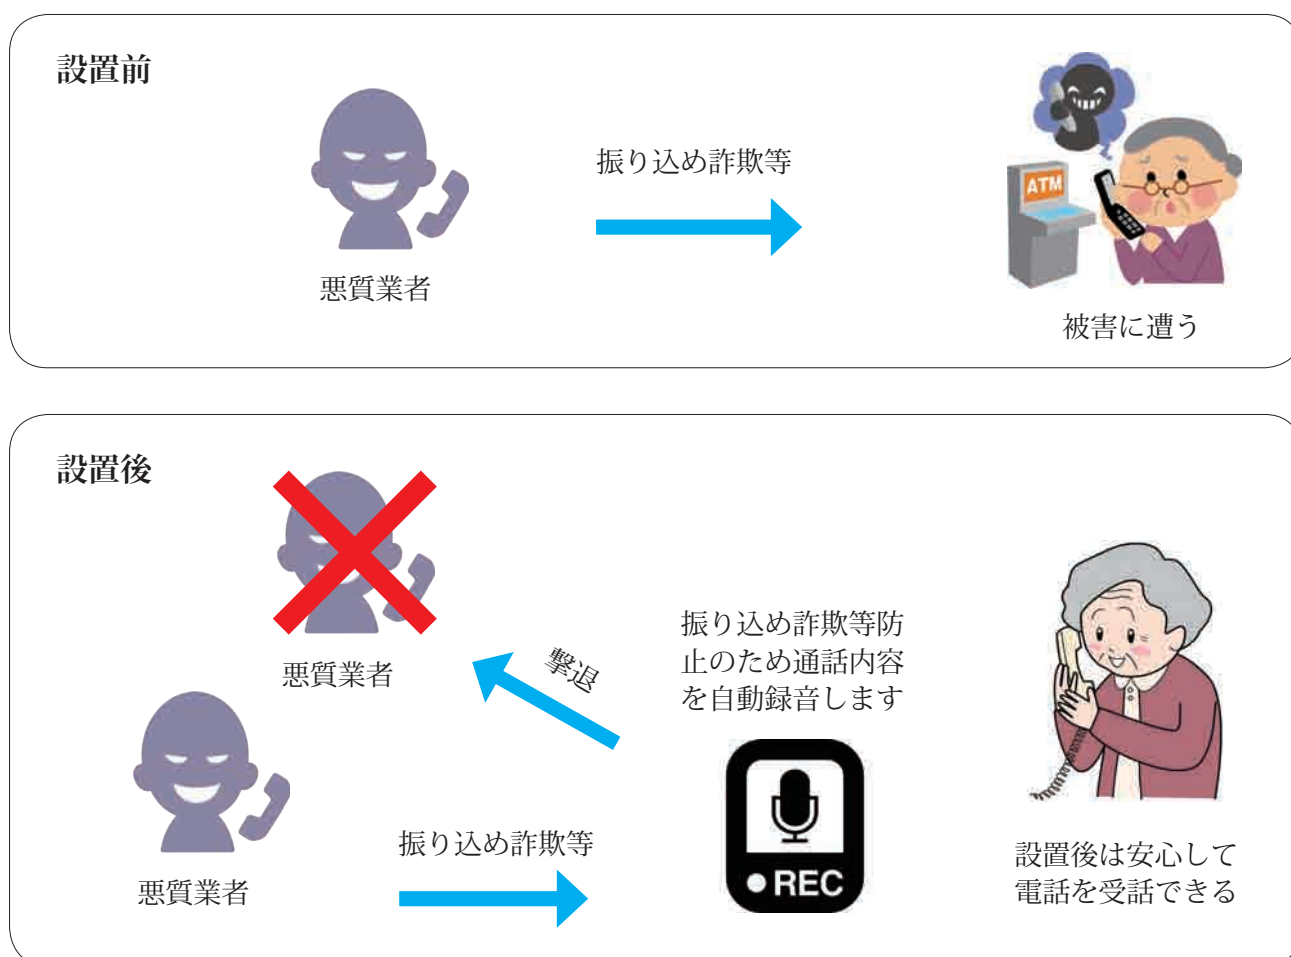 設置前
振り込め詐欺等
ATM
悪質業者
被害に遭う
設置後
悪質業者
撃退
振り込め詐欺等防
止のため通話内容
を自動録音します
REC
悪質業者
振り込め詐欺等
設置後は安心して
電話を受話できる